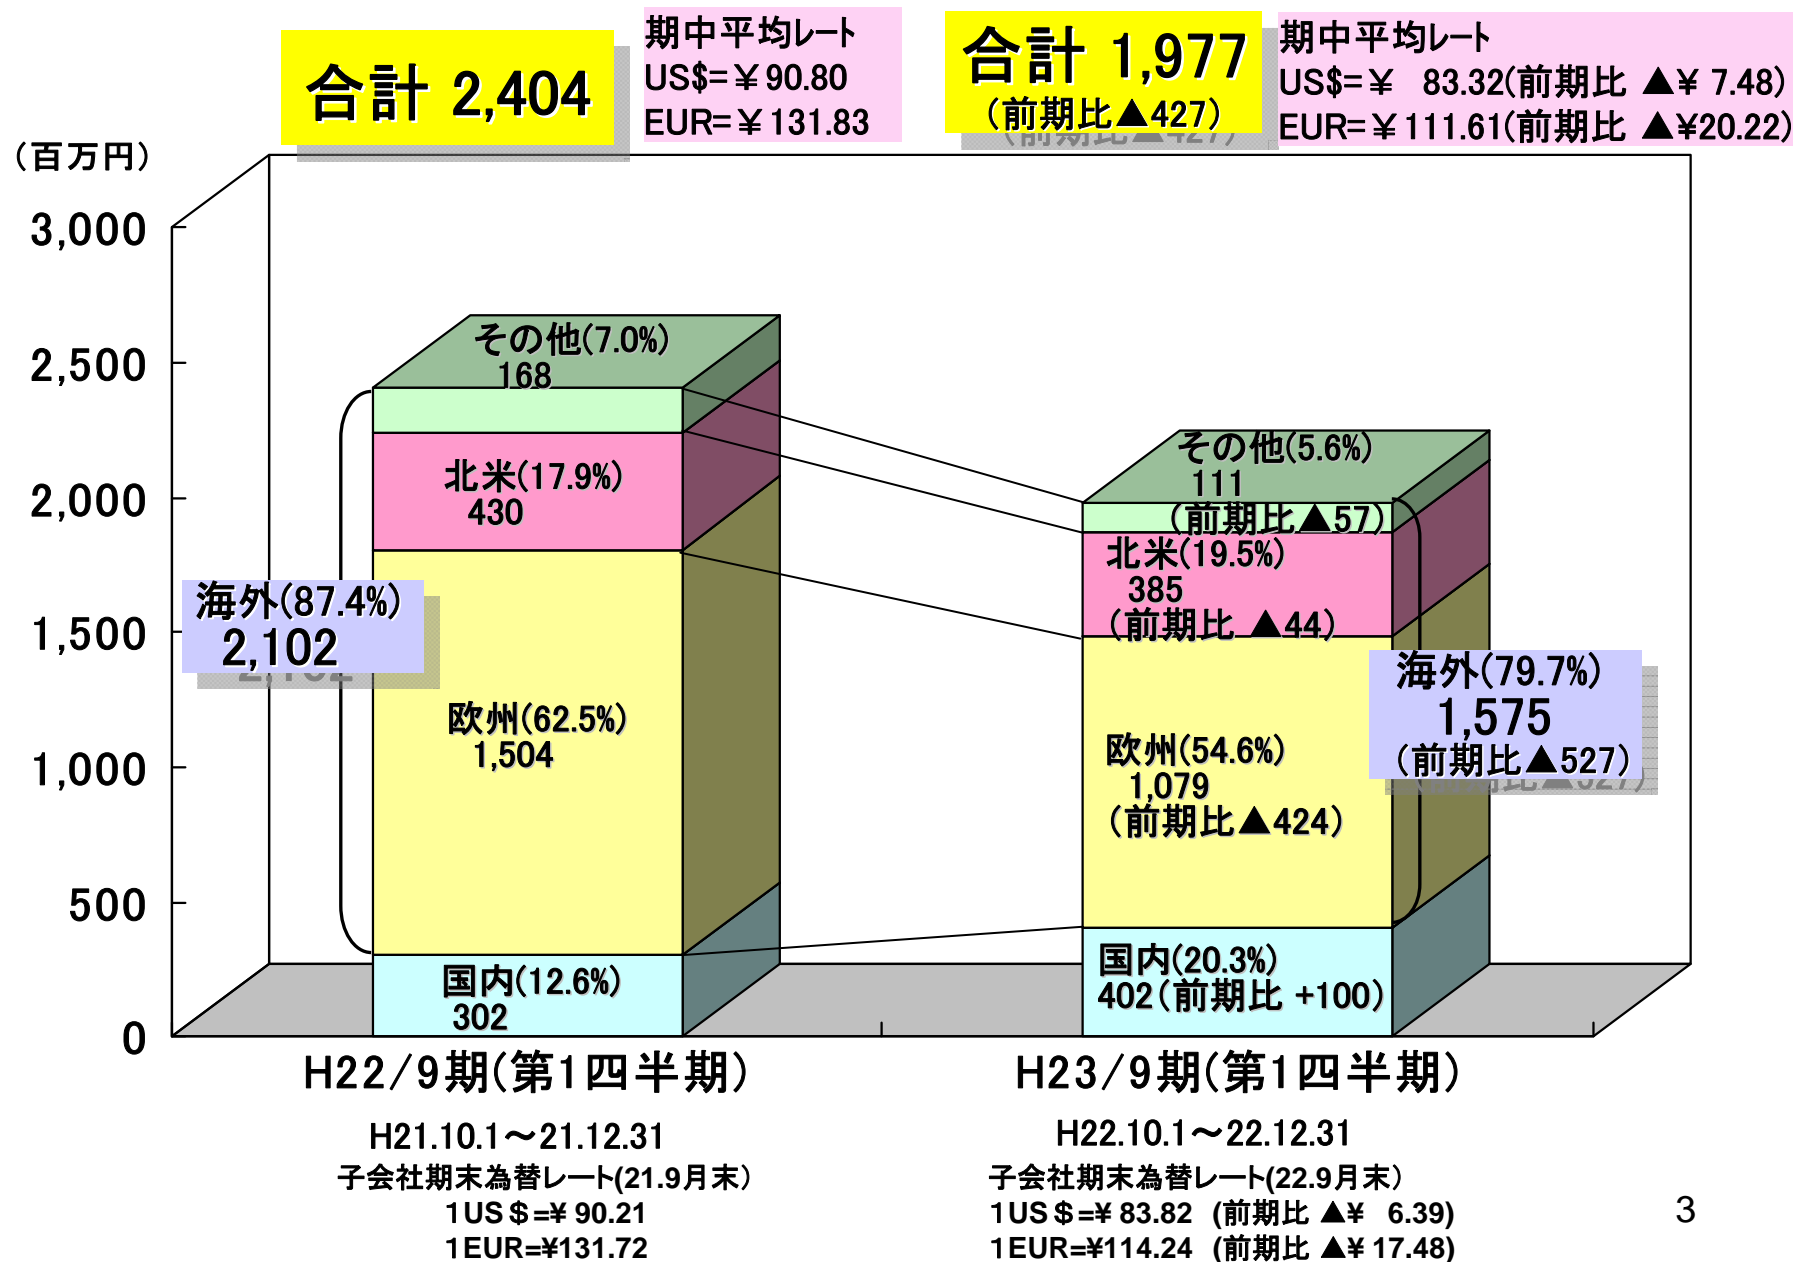 合計 2,404
期中平均レート
US$=￥90.80
EUR=￥131.83
合計 1,977
（前期比▲427）
期中平均レート
US$=￥ 83.32(前期比 ▲¥ 7.48)
EUR=￥111.61(前期比 ▲¥20.22)
（百万円）
3,000
2,500
2,000
1,500
1,000
500
0
その他(7.0%)
168
北米(17.9%)
430
海外(87.4%)
2,102
欧州(62.5%)
1,504
国内(12.6%)
302
その他(5.6%)
111
（前期比▲57）
北米(19.5%)
385
（前期比 ▲44）
海外(79.7%)
1,575
（前期比▲527）
欧州(54.6%)
1,079
（前期比▲424）
国内(20.3%)
402（前期比 +100）
H22/9期(第1四半期)
H23/9期(第1四半期)
H21.10.1～21.12.31
子会社期末為替レート(21.9月末）
1US＄=¥ 90.21
1EUR=¥131.72
H22.10.1～22.12.31
子会社期末為替レート(22.9月末）
1US＄=¥ 83.82 (前期比 ▲¥ 6.39)
1EUR=¥114.24 (前期比 ▲¥ 17.48)
3